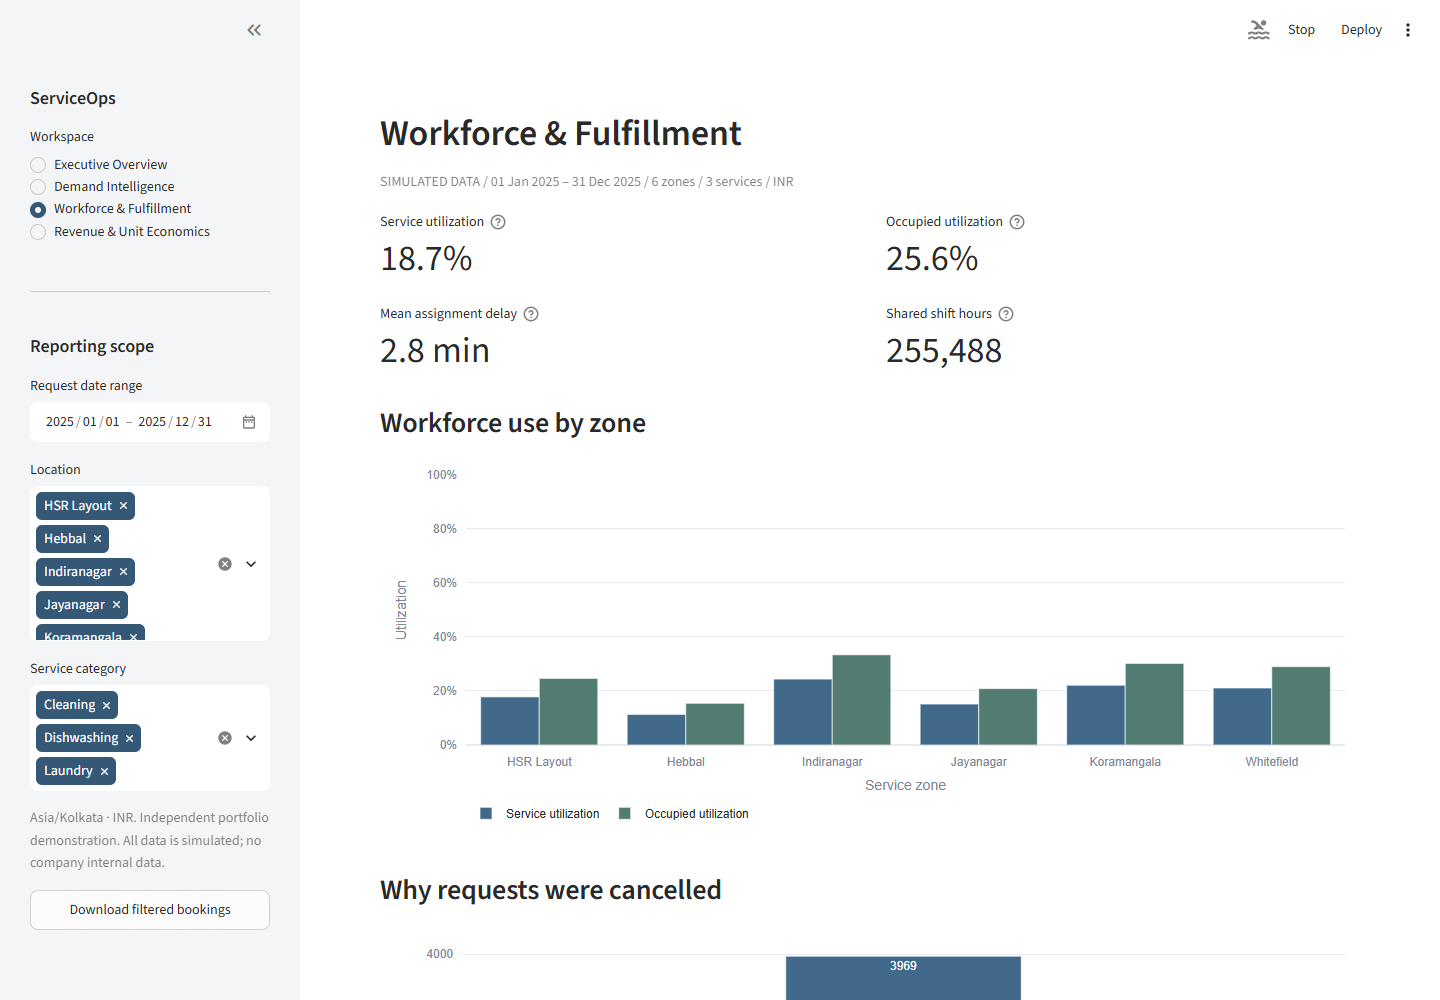 Stop Deploy
ServiceOps
Workspace
Executive Overview
Demand Intelligence
Workforce & Fulfillment
Revenue & Unit Economics
Reporting scope
Request date range
2025 / 01 / 01 – 2025 / 12 / 31
Location
HSR Layout
Hebbal
Indiranagar
Jayanagar
Koramangala
Service category
Cleaning
Dishwashing
Laundry
Asia/Kolkata · INR. Independent portfolio
demonstration. All data is simulated; no
company internal data.
Download filtered bookings
Workforce & Fulfillment
SIMULATED DATA / 01 Jan 2025 – 31 Dec 2025 / 6 zones / 3 services / INR
Service utilization
18.7%
Occupied utilization
25.6%
Mean assignment delay
2.8 min
Shared shift hours
255,488
Workforce use by zone
100%
80%
60%
40%
20%
0%
Utilization
HSR Layout Hebbal Indiranagar Jayanagar Koramangala Whitefield
Service zone
Service utilization Occupied utilization
Why requests were cancelled
4000
3969